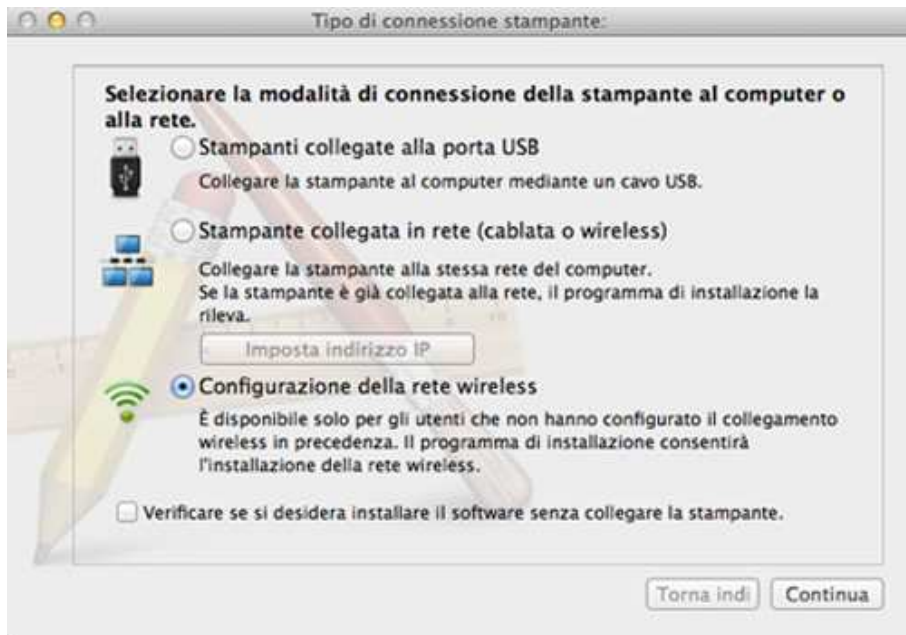 Tipo di connessione stampante:
Selezionare la modalità di connessione della stampante al computer o
alla rete.
Stampanti collegate alla porta USB
Collegare la stampante al computer mediante un cavo USB.
Stampante collegata in rete (cablata o wireless)
Collegare la stampante alla stessa rete del computer.
Se la stampante è già collegata alla rete, il programma di installazione la
rileva.
Imposta indirizzo IP
Configurazione della rete wireless
È disponibile solo per gli utenti che non hanno configurato il collegamento
wireless in precedenza. Il programma di installazione consentirà
l'installazione della rete wireless.
Verificare se si desidera installare il software senza collegare la stampante.
Torna indi
Continua